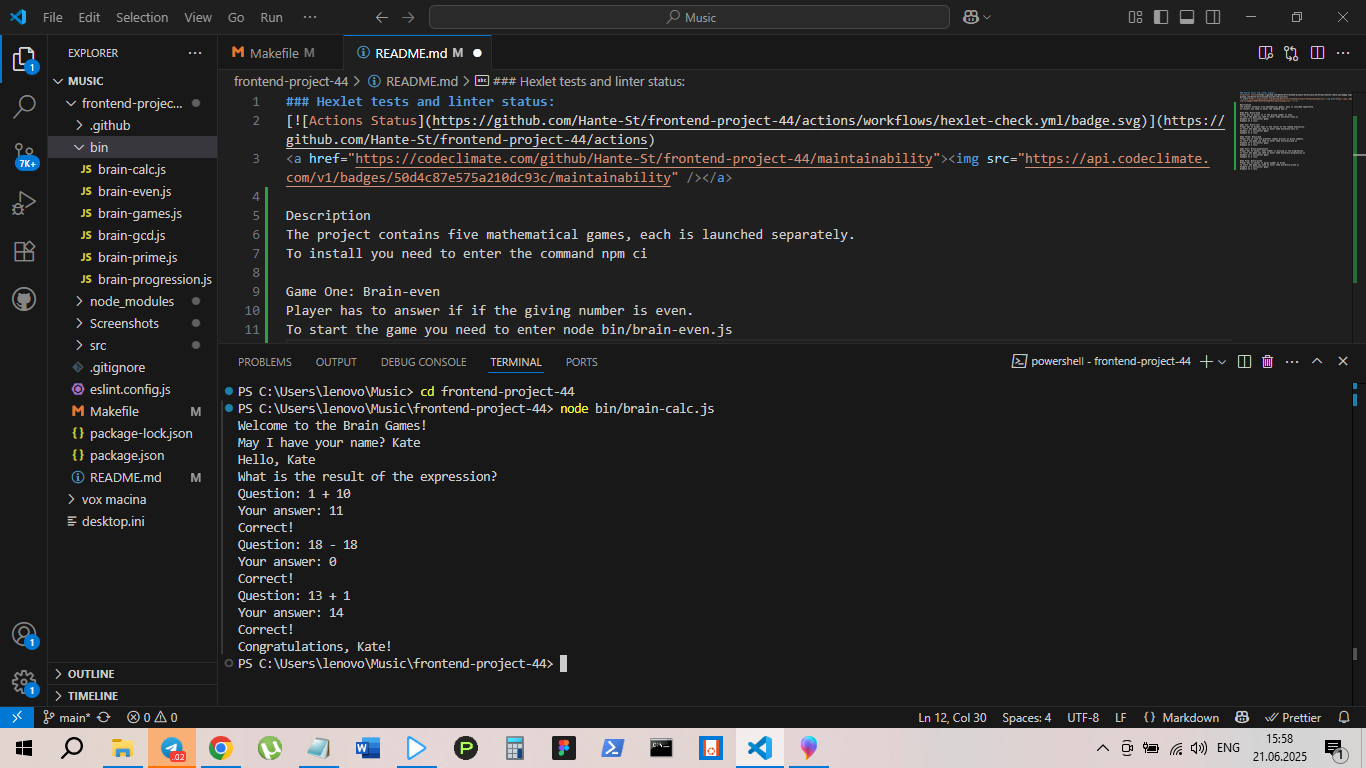 File Edit Selection View Go Run ··· Music
EXPLORER ···
MUSIC
frontend-projec...
.github
bin
JS brain-calc.js
JS brain-even.js
JS brain-games.js
JS brain-gcd.js
JS brain-prime.js
JS brain-progression.js
node_modules
Screenshots
src
.gitignore
eslint.config.js
Makefile M
package-lock.json
package.json
README.md M
vox macina
desktop.ini
OUTLINE
TIMELINE
1
7K+
1
1
Makefile M README.md M
frontend-project-44 > README.md > ### Hexlet tests and linter status:
1 ### Hexlet tests and linter status:
2 [![Actions Status](https://github.com/Hante-St/frontend-project-44/actions/workflows/hexlet-check.yml/badge.svg)](https://
github.com/Hante-St/frontend-project-44/actions)
3 <a href="https://codeclimate.com/github/Hante-St/frontend-project-44/maintainability"><img src="https://api.codeclimate.
com/v1/badges/50d4c87e575a210dc93c/maintainability" /></a>
4
5 Description
6 The project contains five mathematical games, each is launched separately.
7 To install you need to enter the command npm ci
8
9 Game One: Brain-even
10 Player has to answer if if the giving number is even.
11 To start the game you need to enter node bin/brain-even.js
PROBLEMS OUTPUT DEBUG CONSOLE TERMINAL PORTS powershell - frontend-project-44
PS C:\Users\lenovo\Music> cd frontend-project-44
PS C:\Users\lenovo\Music\frontend-project-44> node bin/brain-calc.js
Welcome to the Brain Games!
May I have your name? Kate
Hello, Kate
What is the result of the expression?
Question: 1 + 10
Your answer: 11
Correct!
Question: 18 - 18
Your answer: 0
Correct!
Question: 13 + 1
Your answer: 14
Correct!
Congratulations, Kate!
PS C:\Users\lenovo\Music\frontend-project-44>
main* 0 0 Ln 12, Col 30 Spaces: 4 UTF-8 LF {} Markdown Prettier
.02 ENG 15:58
21.06.2025 1